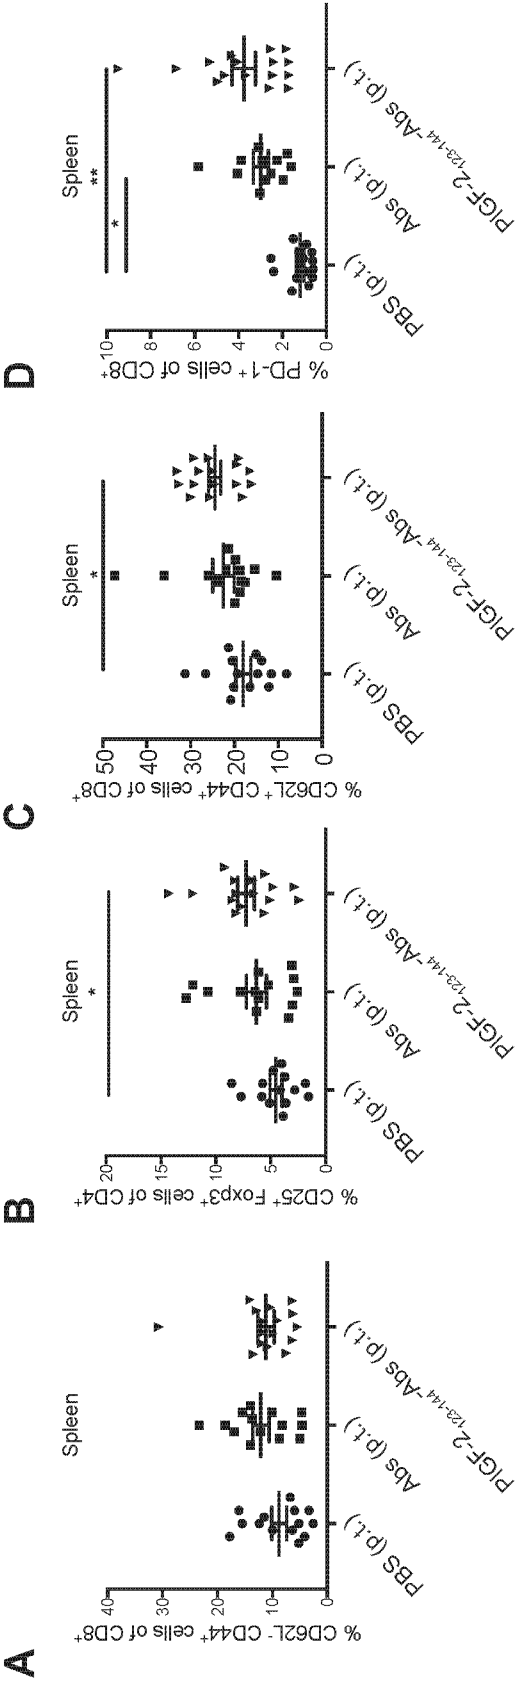 A
Spleen
% CD62L⁻ CD44⁺ cells of CD8⁺
40
30
20
10
0
PBS (p.t.)
Abs (p.t.)
PlGF-2₁₂₃₋₁₄₄-Abs (p.t.)
B
Spleen
*
% CD25⁺ Foxp3⁺ cells of CD4⁺
20
15
10
5
0
PBS (p.t.)
Abs (p.t.)
PlGF-2₁₂₃₋₁₄₄-Abs (p.t.)
C
Spleen
*
% CD62L⁺ CD44⁺ cells of CD8⁺
50
40
30
20
10
0
PBS (p.t.)
Abs (p.t.)
PlGF-2₁₂₃₋₁₄₄-Abs (p.t.)
D
Spleen
**
*
% PD-1⁺ cells of CD8⁺
10
8
6
4
2
0
PBS (p.t.)
Abs (p.t.)
PlGF-2₁₂₃₋₁₄₄-Abs (p.t.)